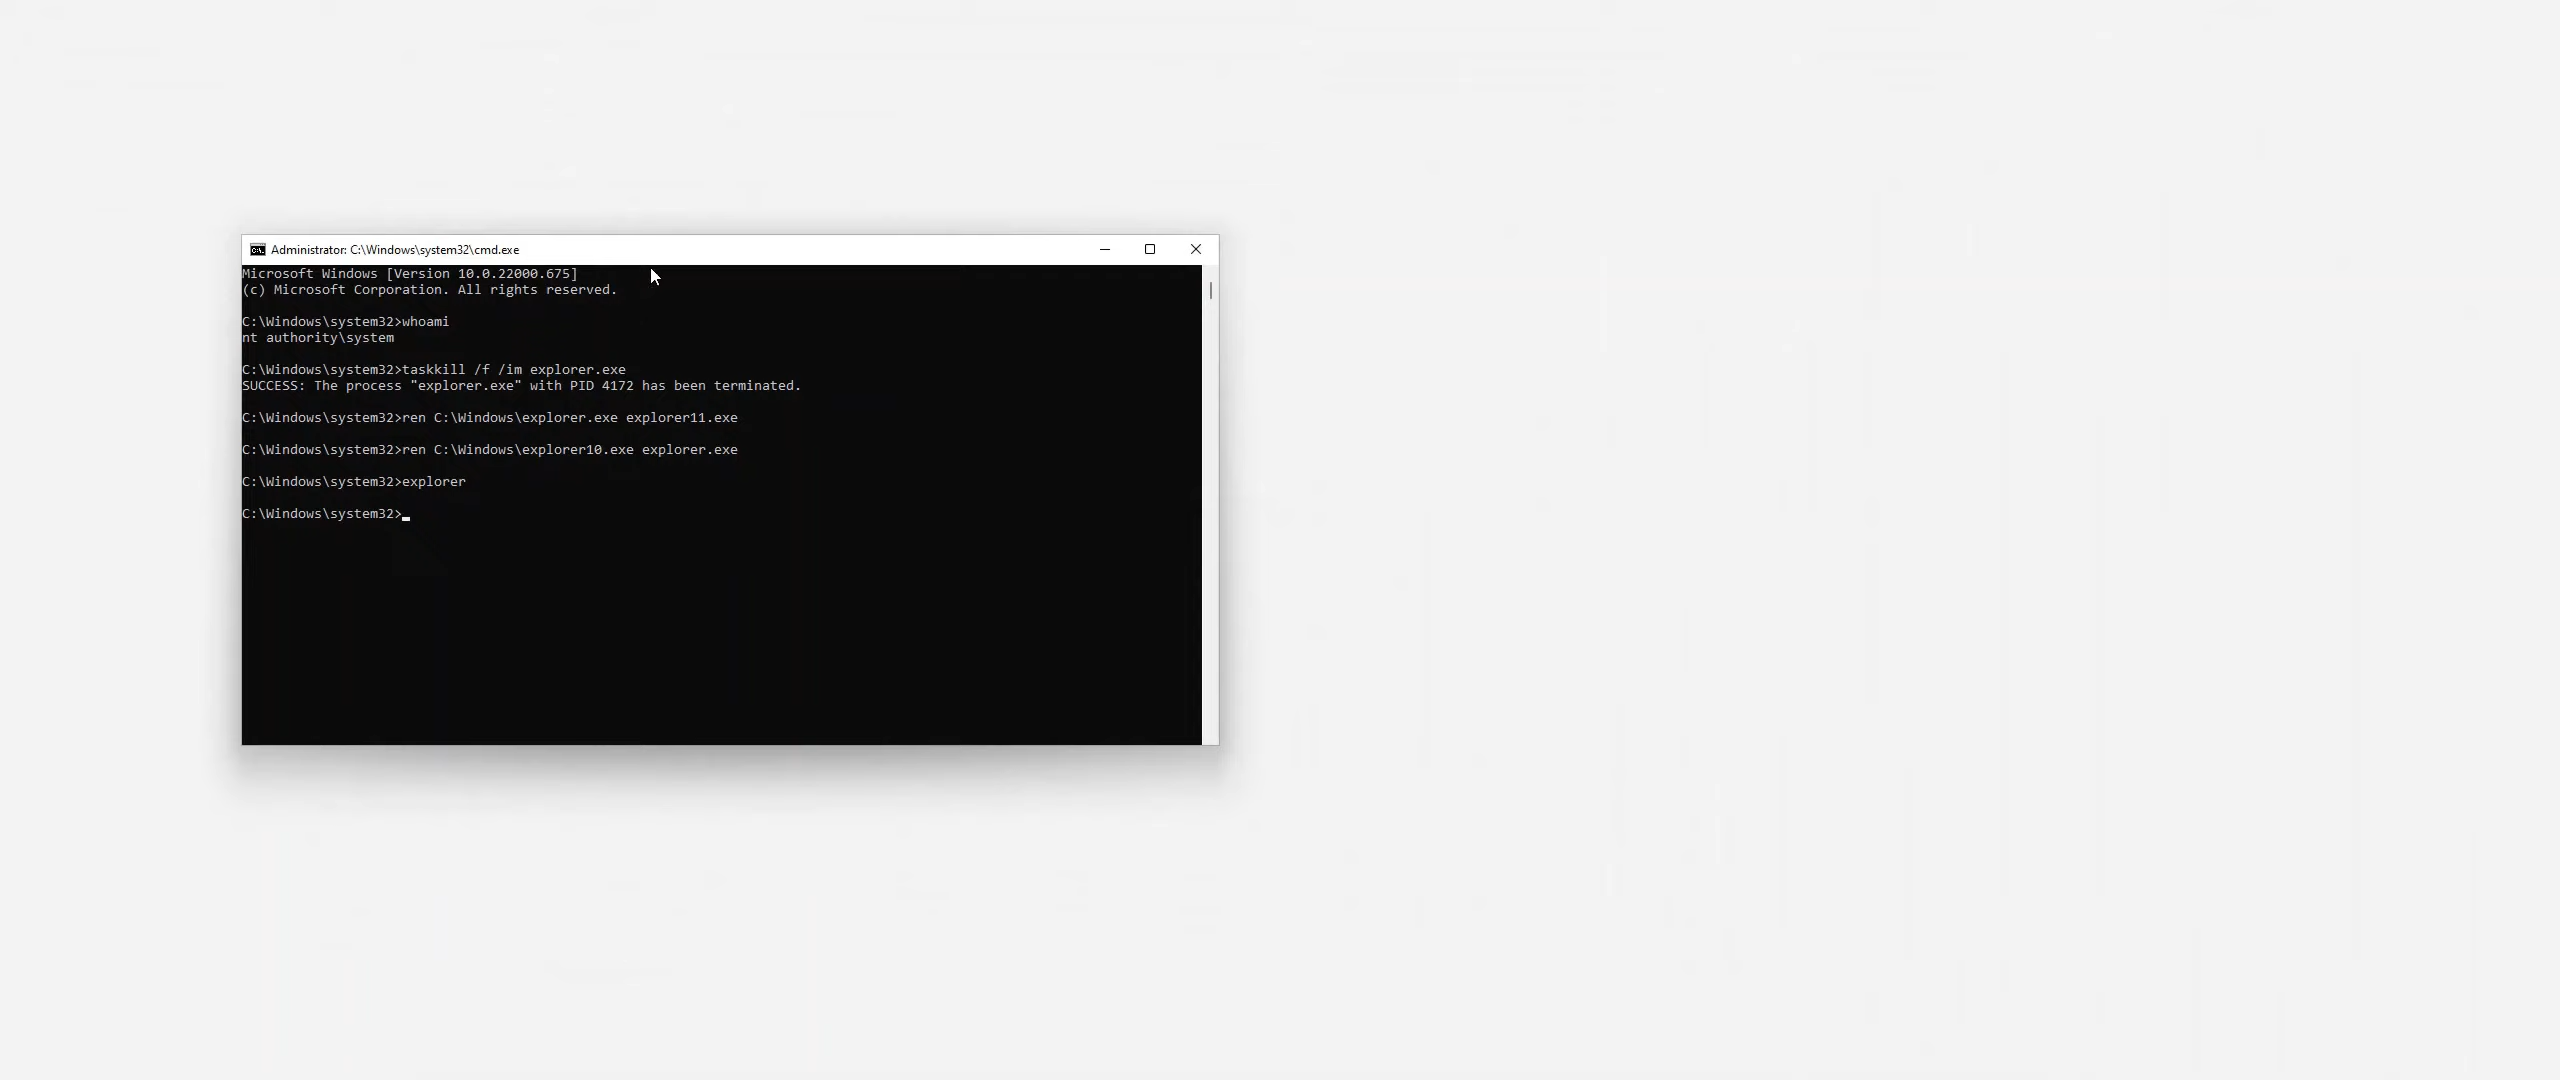 Administrator: C:\Windows\system32\cmd.exe
Microsoft Windows [Version 10.0.22000.675]
(c) Microsoft Corporation. All rights reserved.
C:\Windows\system32>whoami
nt authority\system
C:\Windows\system32>taskkill /f /im explorer.exe
SUCCESS: The process "explorer.exe" with PID 4172 has been terminated.
C:\Windows\system32>ren C:\Windows\explorer.exe explorer11.exe
C:\Windows\system32>ren C:\Windows\explorer10.exe explorer.exe
C:\Windows\system32>explorer
C:\Windows\system32>